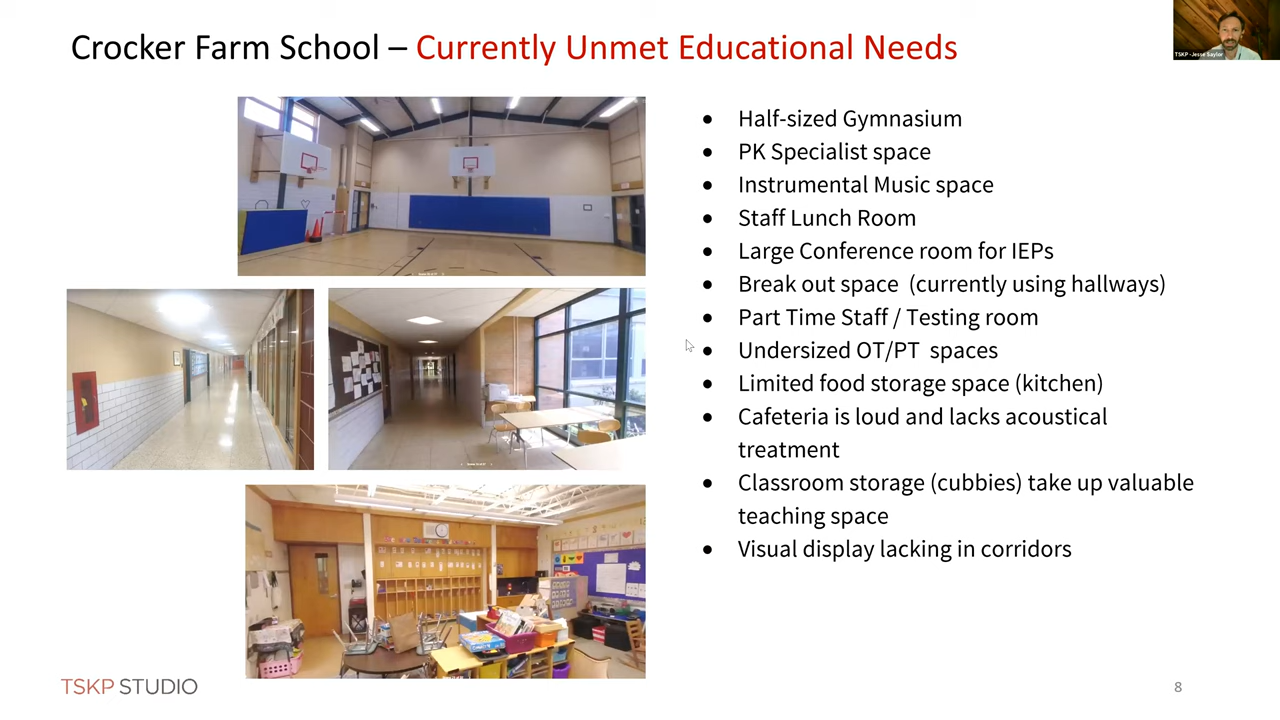 Crocker Farm School – Currently Unmet Educational Needs
TSKP -Jesse Saylor
• Half-sized Gymnasium
• PK Specialist space
• Instrumental Music space
• Staff Lunch Room
• Large Conference room for IEPs
• Break out space (currently using hallways)
• Part Time Staff / Testing room
• Undersized OT/PT spaces
• Limited food storage space (kitchen)
• Cafeteria is loud and lacks acoustical
treatment
• Classroom storage (cubbies) take up valuable
teaching space
• Visual display lacking in corridors
TSKP STUDIO
8